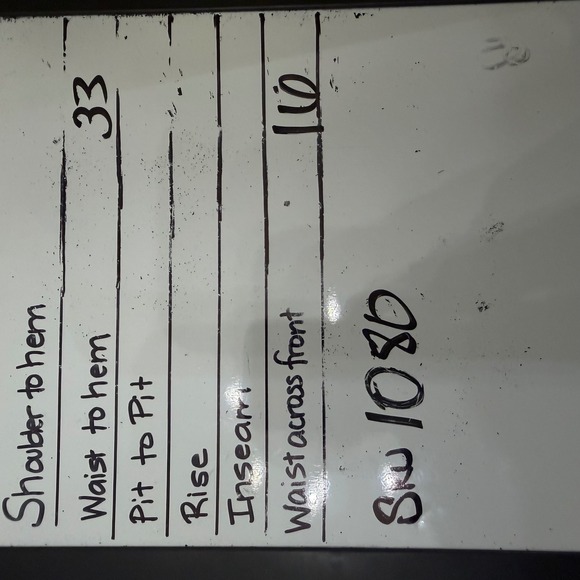 Shoulder to hem
Waist to hem 33
Pit to Pit
Rise
Inseam
Waist across front 16
SKU 1080